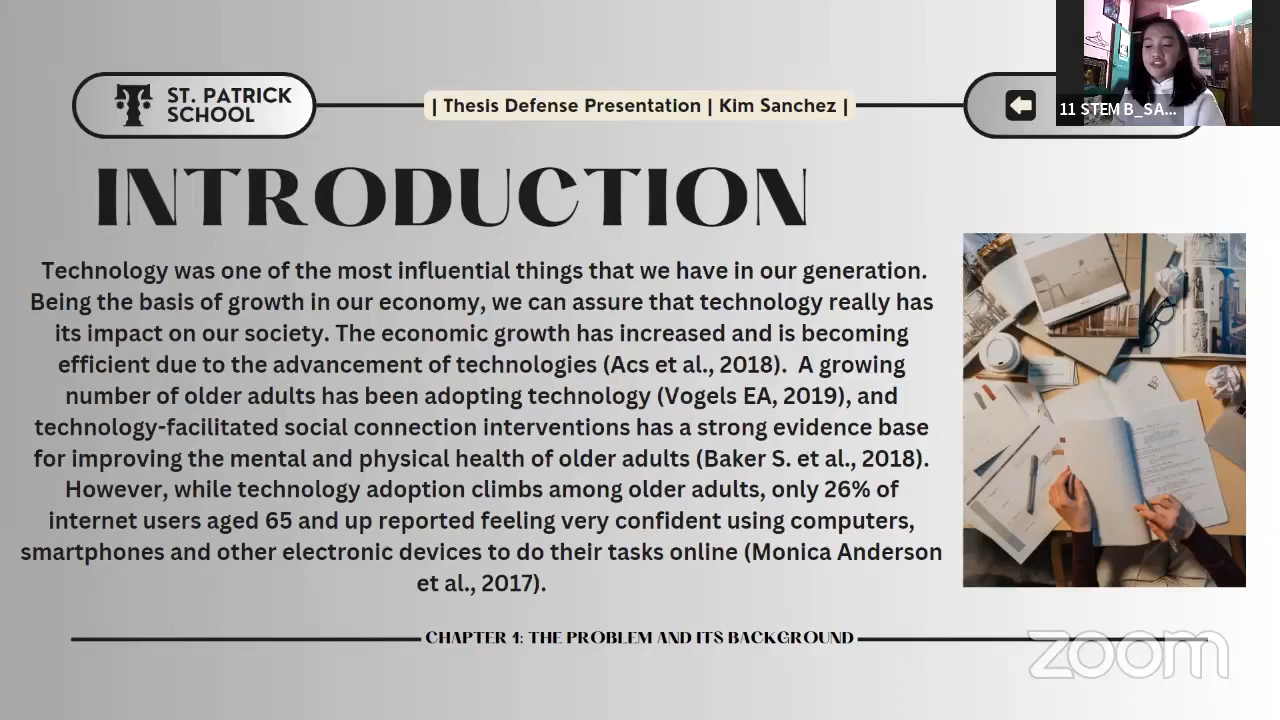 ST. PATRICK
SCHOOL
| Thesis Defense Presentation | Kim Sanchez |
11 STEM B_SA...
INTRODUCTION
Technology was one of the most influential things that we have in our generation.
Being the basis of growth in our economy, we can assure that technology really has
its impact on our society. The economic growth has increased and is becoming
efficient due to the advancement of technologies (Acs et al., 2018).  A growing
number of older adults has been adopting technology (Vogels EA, 2019), and
technology-facilitated social connection interventions has a strong evidence base
for improving the mental and physical health of older adults (Baker S. et al., 2018).
However, while technology adoption climbs among older adults, only 26% of
internet users aged 65 and up reported feeling very confident using computers,
smartphones and other electronic devices to do their tasks online (Monica Anderson
et al., 2017).
CHAPTER 1: THE PROBLEM AND ITS BACKGROUND
zoom